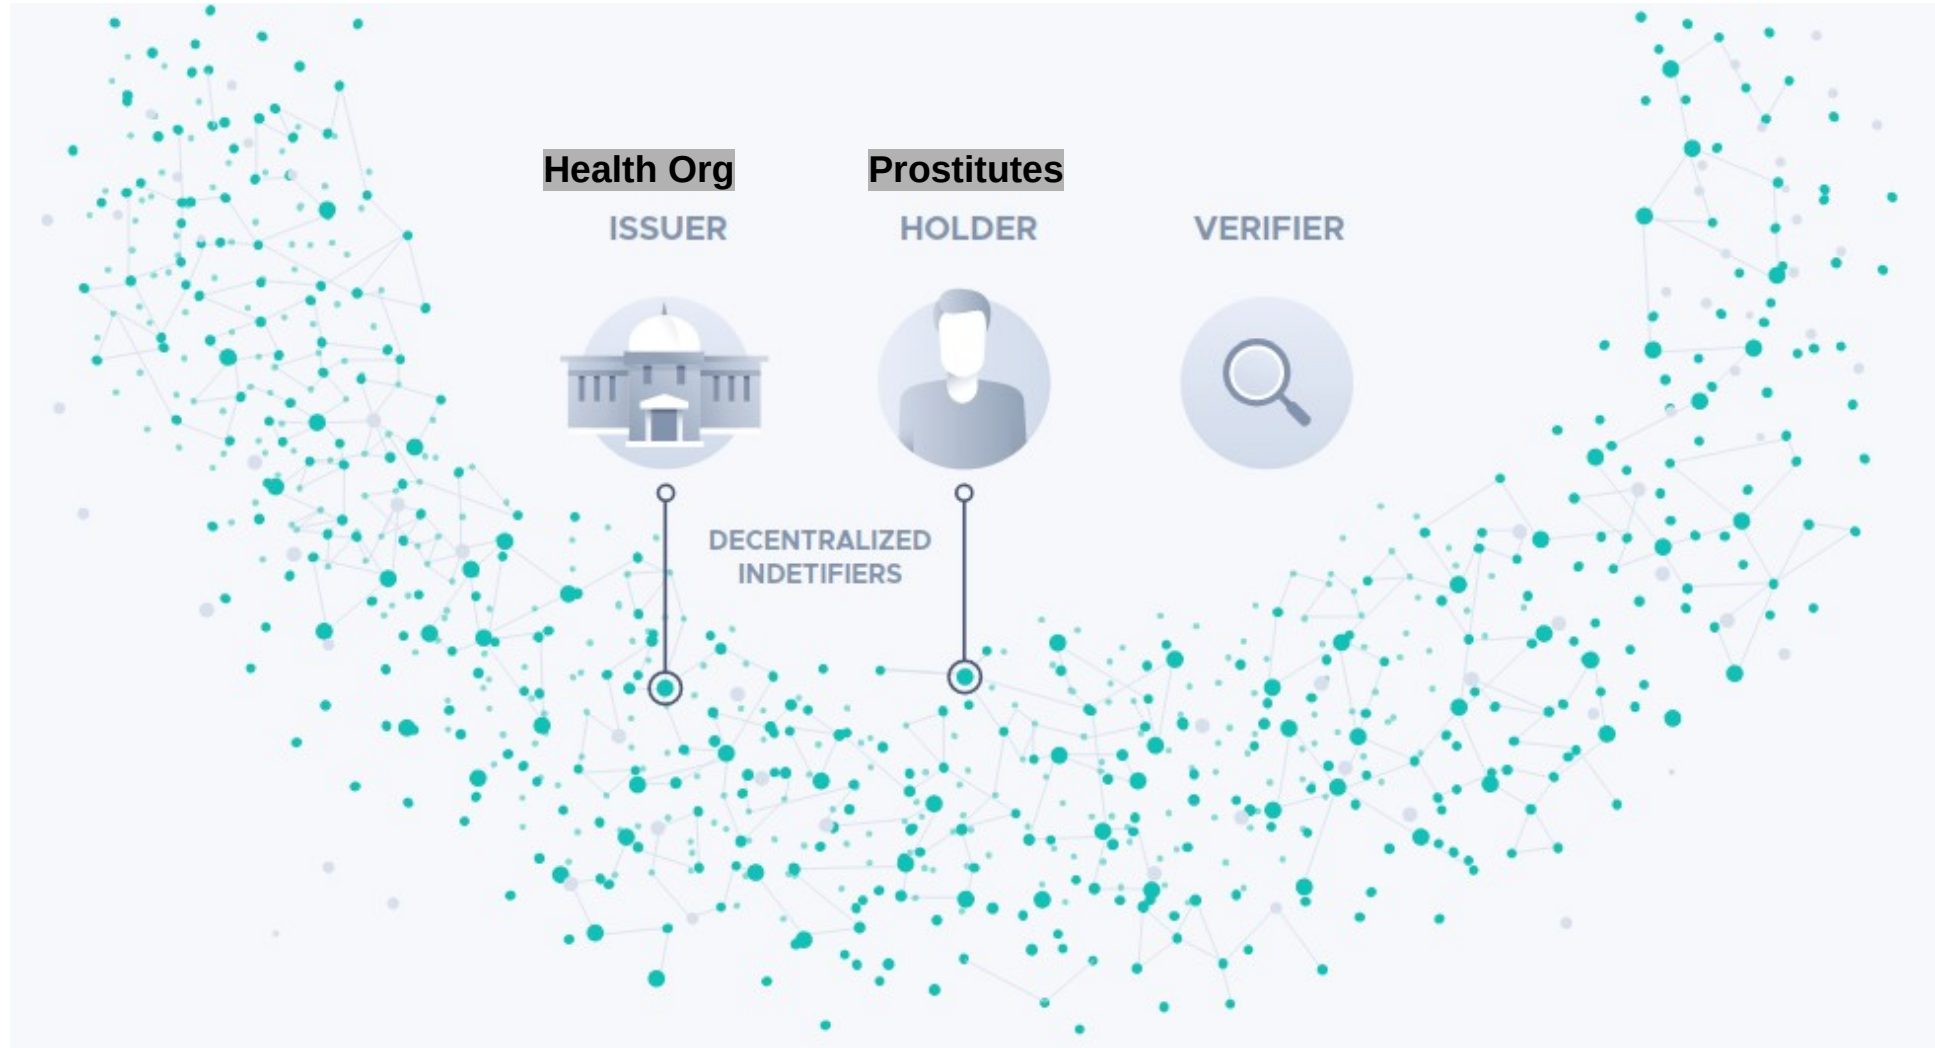 Health Org
Prostitutes
ISSUER
HOLDER
VERIFIER
DECENTRALIZED
INDETIFIERS